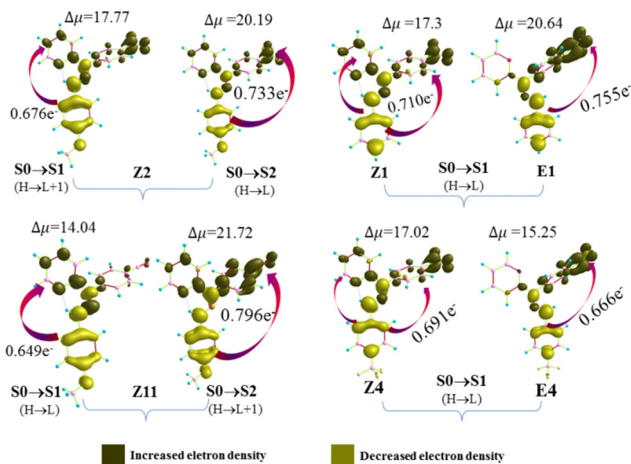 Δμ=17.77
Δμ=20.19
0.676e-
0.733e-
S0→S1
(H→L+1)
Z2
S0→S2
(H→L)
Δμ=17.3
Δμ=20.64
0.710e-
0.755e-
Z1
S0→S1
(H→L)
E1
Δμ=14.04
Δμ=21.72
0.649e-
0.796e-
S0→S1
(H→L)
Z11
S0→S2
(H→L+1)
Δμ=17.02
Δμ=15.25
0.691e-
0.666e-
Z4
S0→S1
(H→L)
E4
Increased eletron density
Decreased electron density